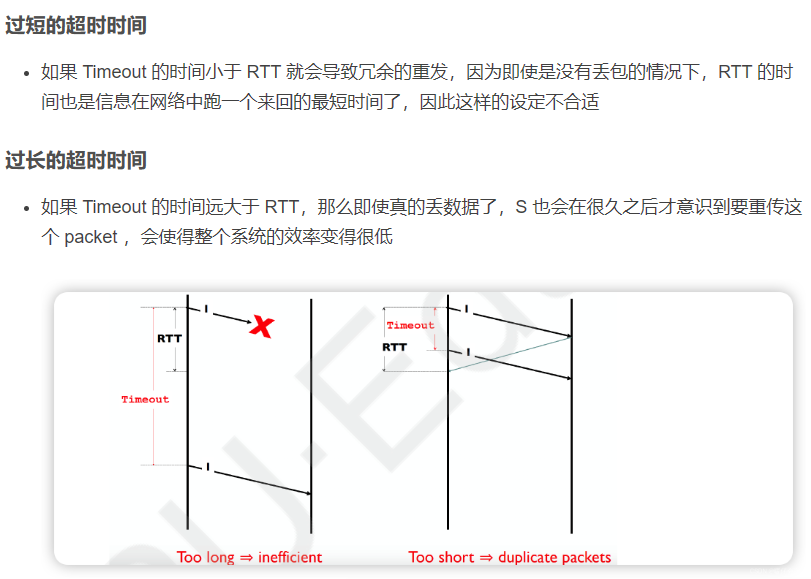 过短的超时时间
• 如果 Timeout 的时间小于 RTT 就会导致冗余的重发，因为即使是没有丢包的情况下，RTT 的时
间也是信息在网络中跑一个来回的最短时间了，因此这样的设定不合适
过长的超时时间
• 如果 Timeout 的时间远大于 RTT，那么即使真的丢数据了，S 也会在很久之后才意识到要重传这
个 packet ，会使得整个系统的效率变得很低
1
RTT
Timeout
1
Too long ⇒ inefficient
1
Timeout
RTT
1
Too short ⇒ duplicate packets